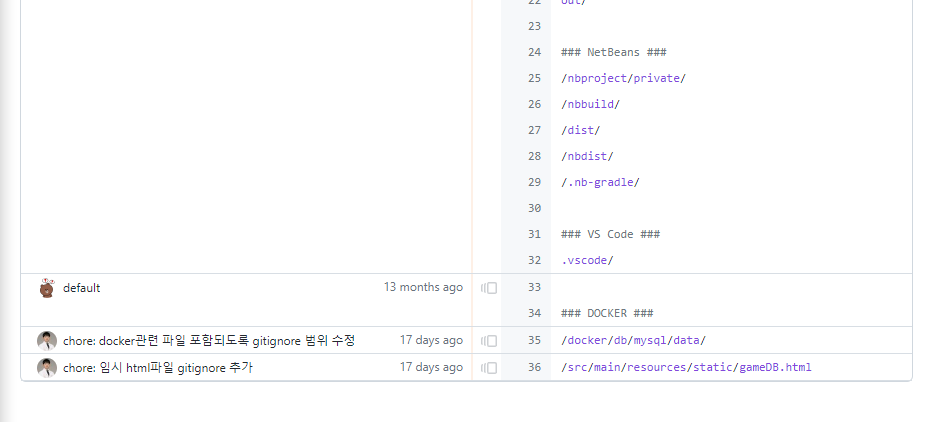 22 out/
23
24 ### NetBeans ###
25 /nbproject/private/
26 /nbbuild/
27 /dist/
28 /nbdist/
29 /.nb-gradle/
30
31 ### VS Code ###
32 .vscode/
default 13 months ago 33
34 ### DOCKER ###
chore: docker관련 파일 포함되도록 gitignore 범위 수정 17 days ago 35 /docker/db/mysql/data/
chore: 임시 html파일 gitignore 추가 17 days ago 36 /src/main/resources/static/gameDB.html